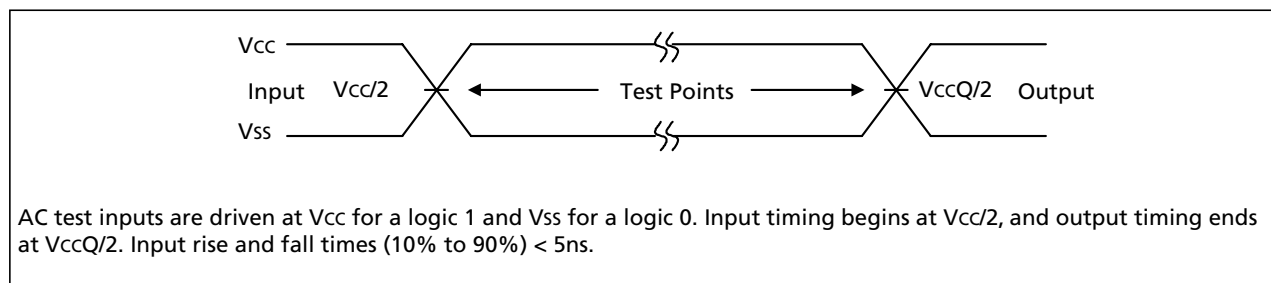 Vcc
Input Vcc/2 Test Points VccQ/2 Output
Vss
AC test inputs are driven at Vcc for a logic 1 and Vss for a logic 0. Input timing begins at Vcc/2, and output timing ends
at VccQ/2. Input rise and fall times (10% to 90%) < 5ns.